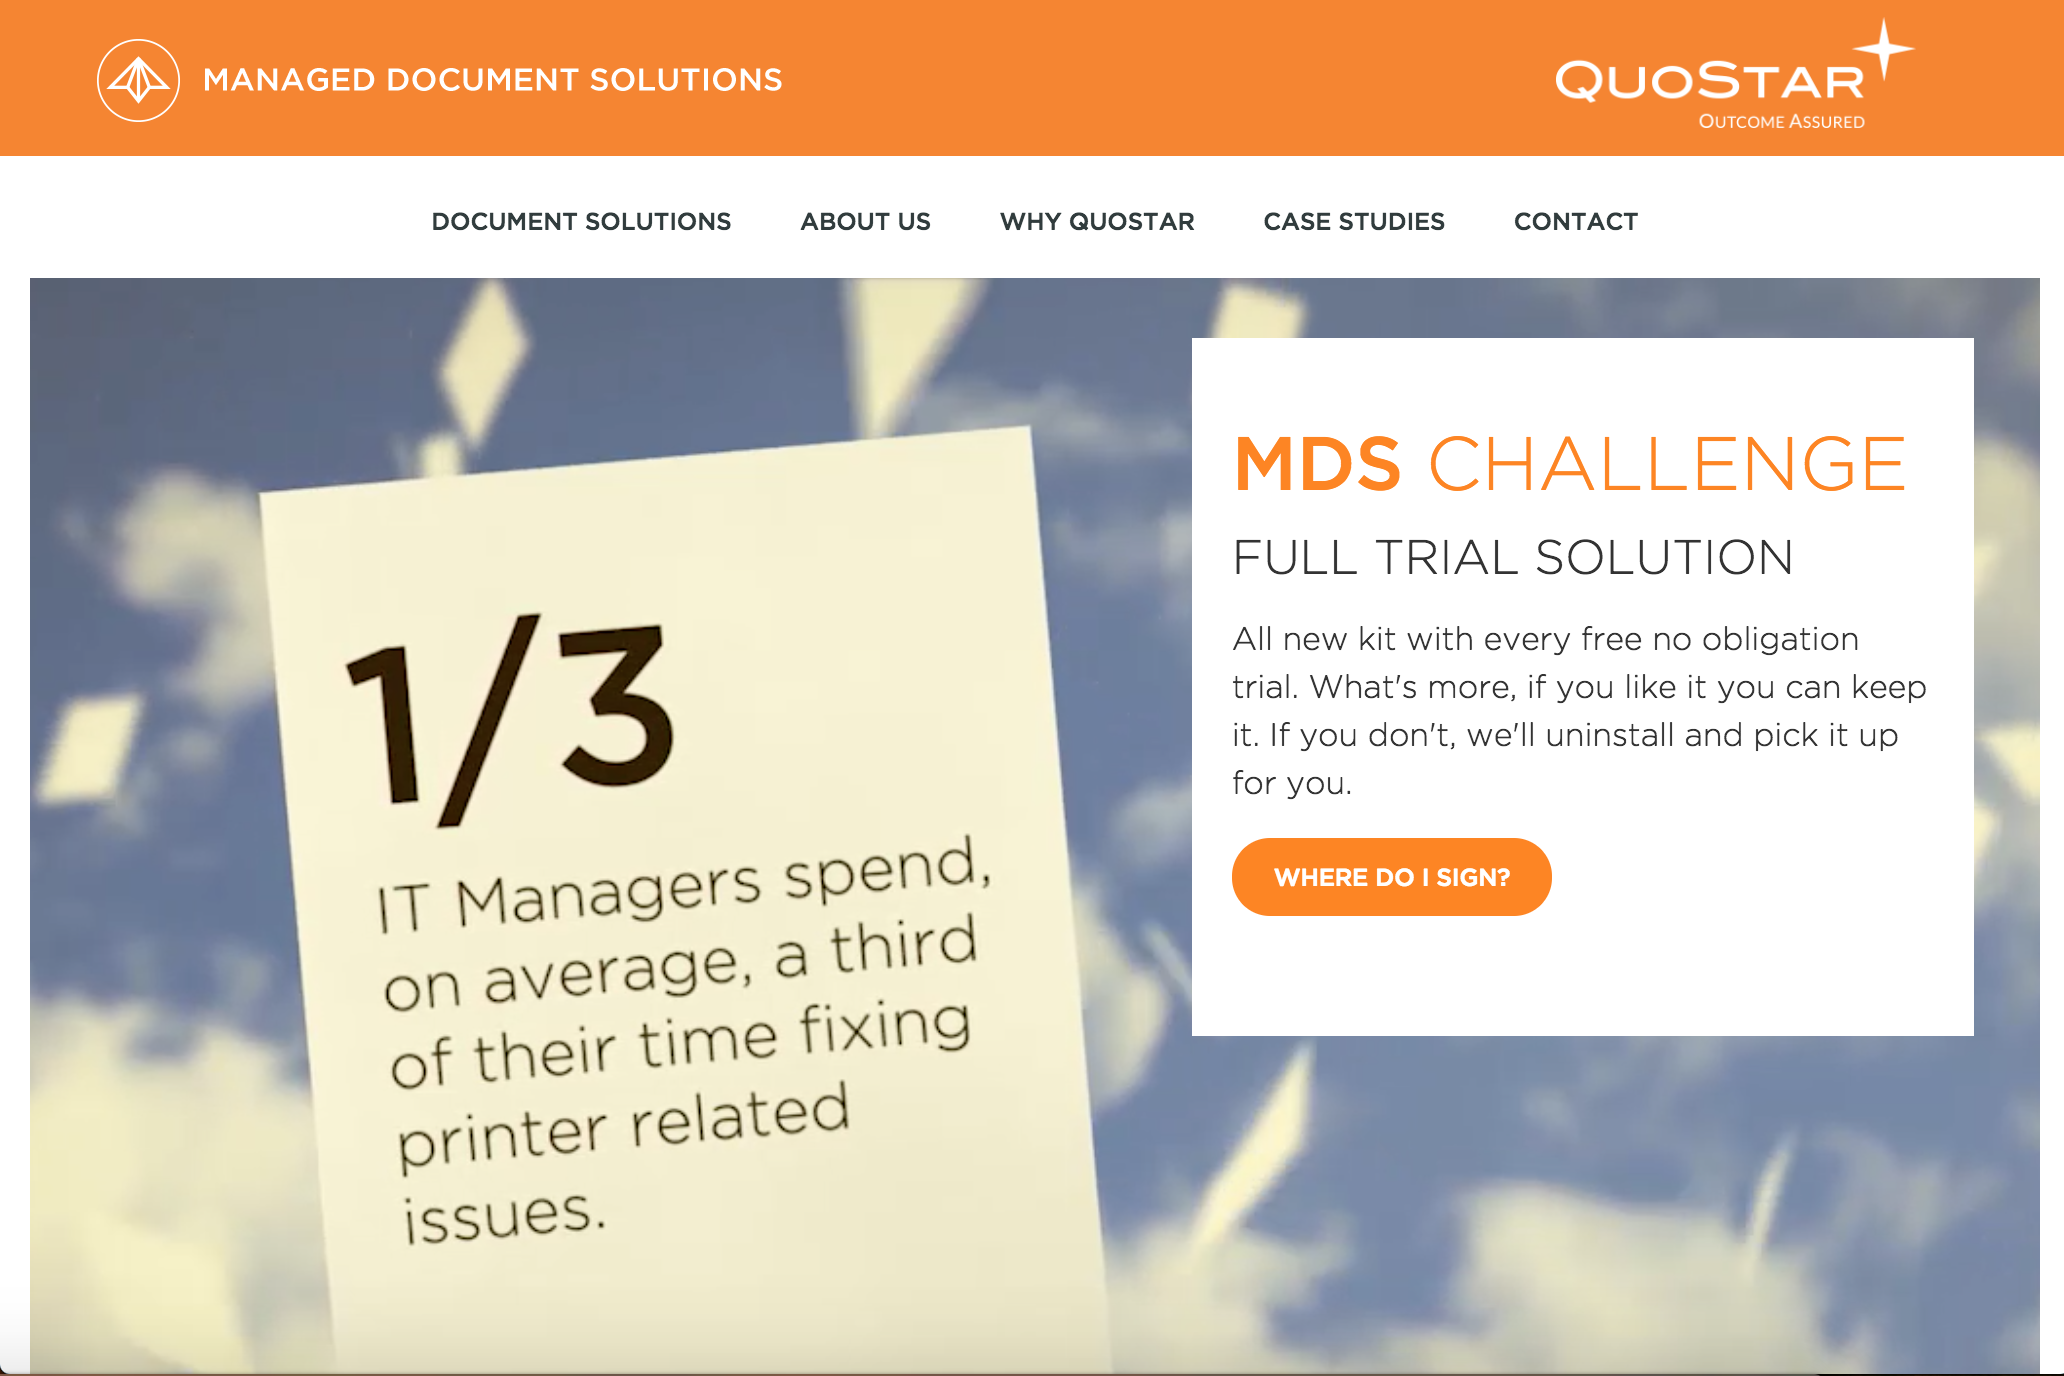 MANAGED DOCUMENT SOLUTIONS
QUOSTAR
OUTCOME ASSURED
DOCUMENT SOLUTIONS
ABOUT US
WHY QUOSTAR
CASE STUDIES
CONTACT
1/3
IT Managers spend,
on average, a third
of their time fixing
printer related
issues.
MDS CHALLENGE
FULL TRIAL SOLUTION
All new kit with every free no obligation
trial. What's more, if you like it you can keep
it. If you don't, we'll uninstall and pick it up
for you.
WHERE DO I SIGN?